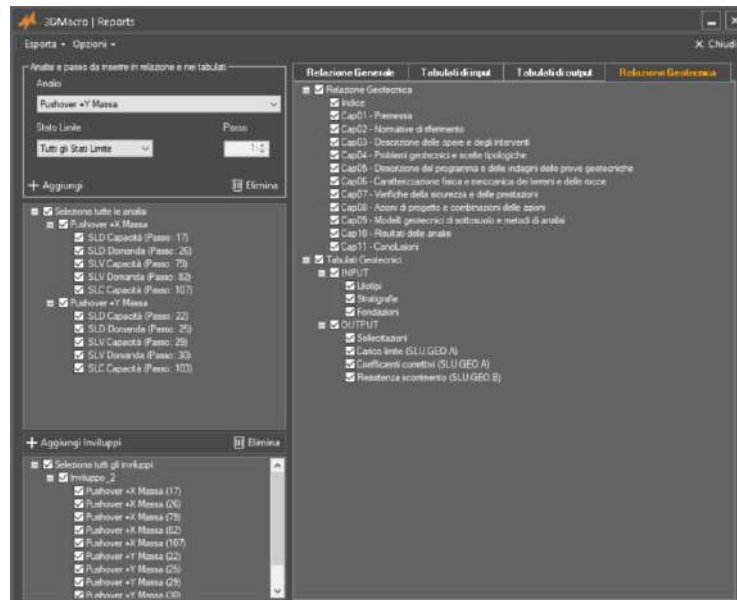 3DMacro | Reports
Esporta Opzioni
Chiudi
Analisi e passo da inserire in relazione e nei tabulati
Analisi
Pushover +Y Massa
Stato Limite Passo
Tutti gli Stati Limite 1
Aggiungi Elimina
Seleziona tutte le analisi
Pushover +X Massa
SLD Capacità (Passo: 17)
SLD Domanda (Passo: 26)
SLV Capacità (Passo: 79)
SLV Domanda (Passo: 82)
SLC Capacità (Passo: 107)
Pushover +Y Massa
SLD Capacità (Passo: 22)
SLD Domanda (Passo: 25)
SLV Capacità (Passo: 29)
SLV Domanda (Passo: 30)
SLC Capacità (Passo: 103)
Aggiungi Inviluppi Elimina
Seleziona tutti gli inviluppi
Inviluppo_2
Pushover +X Massa (17)
Pushover +X Massa (26)
Pushover +X Massa (79)
Pushover +X Massa (82)
Pushover +X Massa (107)
Pushover +Y Massa (22)
Pushover +Y Massa (25)
Pushover +Y Massa (29)
Pushover +Y Massa (30)
Relazione Generale Tabulati di input Tabulati di output Relazione Geotecnica
Relazione Geotecnica
Indice
Cap01 - Premessa
Cap02 - Normative di riferimento
Cap03 - Descrizione delle opere e degli interventi
Cap04 - Problemi geotecnici e scelte tipologiche
Cap05 - Descrizione del programma e delle indagini delle prove geotecniche
Cap06 - Caratterizzazione fisica e meccanica dei terreni e delle rocce
Cap07 - Verifiche della sicurezza e delle prestazioni
Cap08 - Azioni di progetto e combinazioni delle azioni
Cap09 - Modelli geotecnici di sottosuolo e metodi di analisi
Cap10 - Risultati delle analisi
Cap11 - Conclusioni
Tabulati Geotecnici
INPUT
Litotipi
Stratigrafie
Fondazioni
OUTPUT
Sollecitazioni
Carico limite (SLU GEO A)
Coefficienti correttivi (SLU GEO A)
Resistenza scorrimento (SLU GEO B)